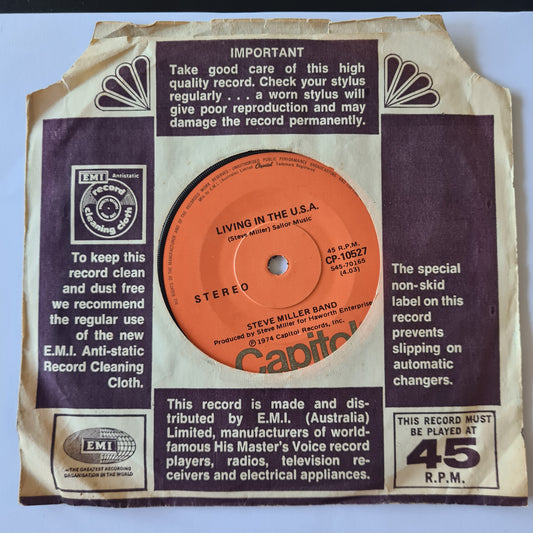 IMPORTANT
Take good care of this high
quality record. Check your stylus
regularly . . . a worn stylus will
give poor reproduction and may
damage the record permanently.
EMI Antistatic
record
cleaning cloth
To keep this
record clean
and dust free
we recommend
the regular use
of the new
E.M.I. Anti-static
Record Cleaning
Cloth.
LIVING IN THE U.S.A.
(Steve Miller) Sailor Music
45 R.P.M.
CP-10527
S45-70165
(4.03)
STEREO
STEVE MILLER BAND
Produced by Steve Miller for Haworth Enterprise
℗ 1974 Capitol Records, Inc.
Capitol
The special
non-skid
label on this
record
prevents
slipping on
automatic
changers.
EMI
THE GREATEST RECORDING
ORGANISATION IN THE WORLD
This record is made and dis-
tributed by E.M.I. (Australia)
Limited, manufacturers of world-
famous His Master's Voice record
players, radios, television re-
ceivers and electrical appliances.
THIS RECORD MUST
BE PLAYED AT
45
R.P.M.